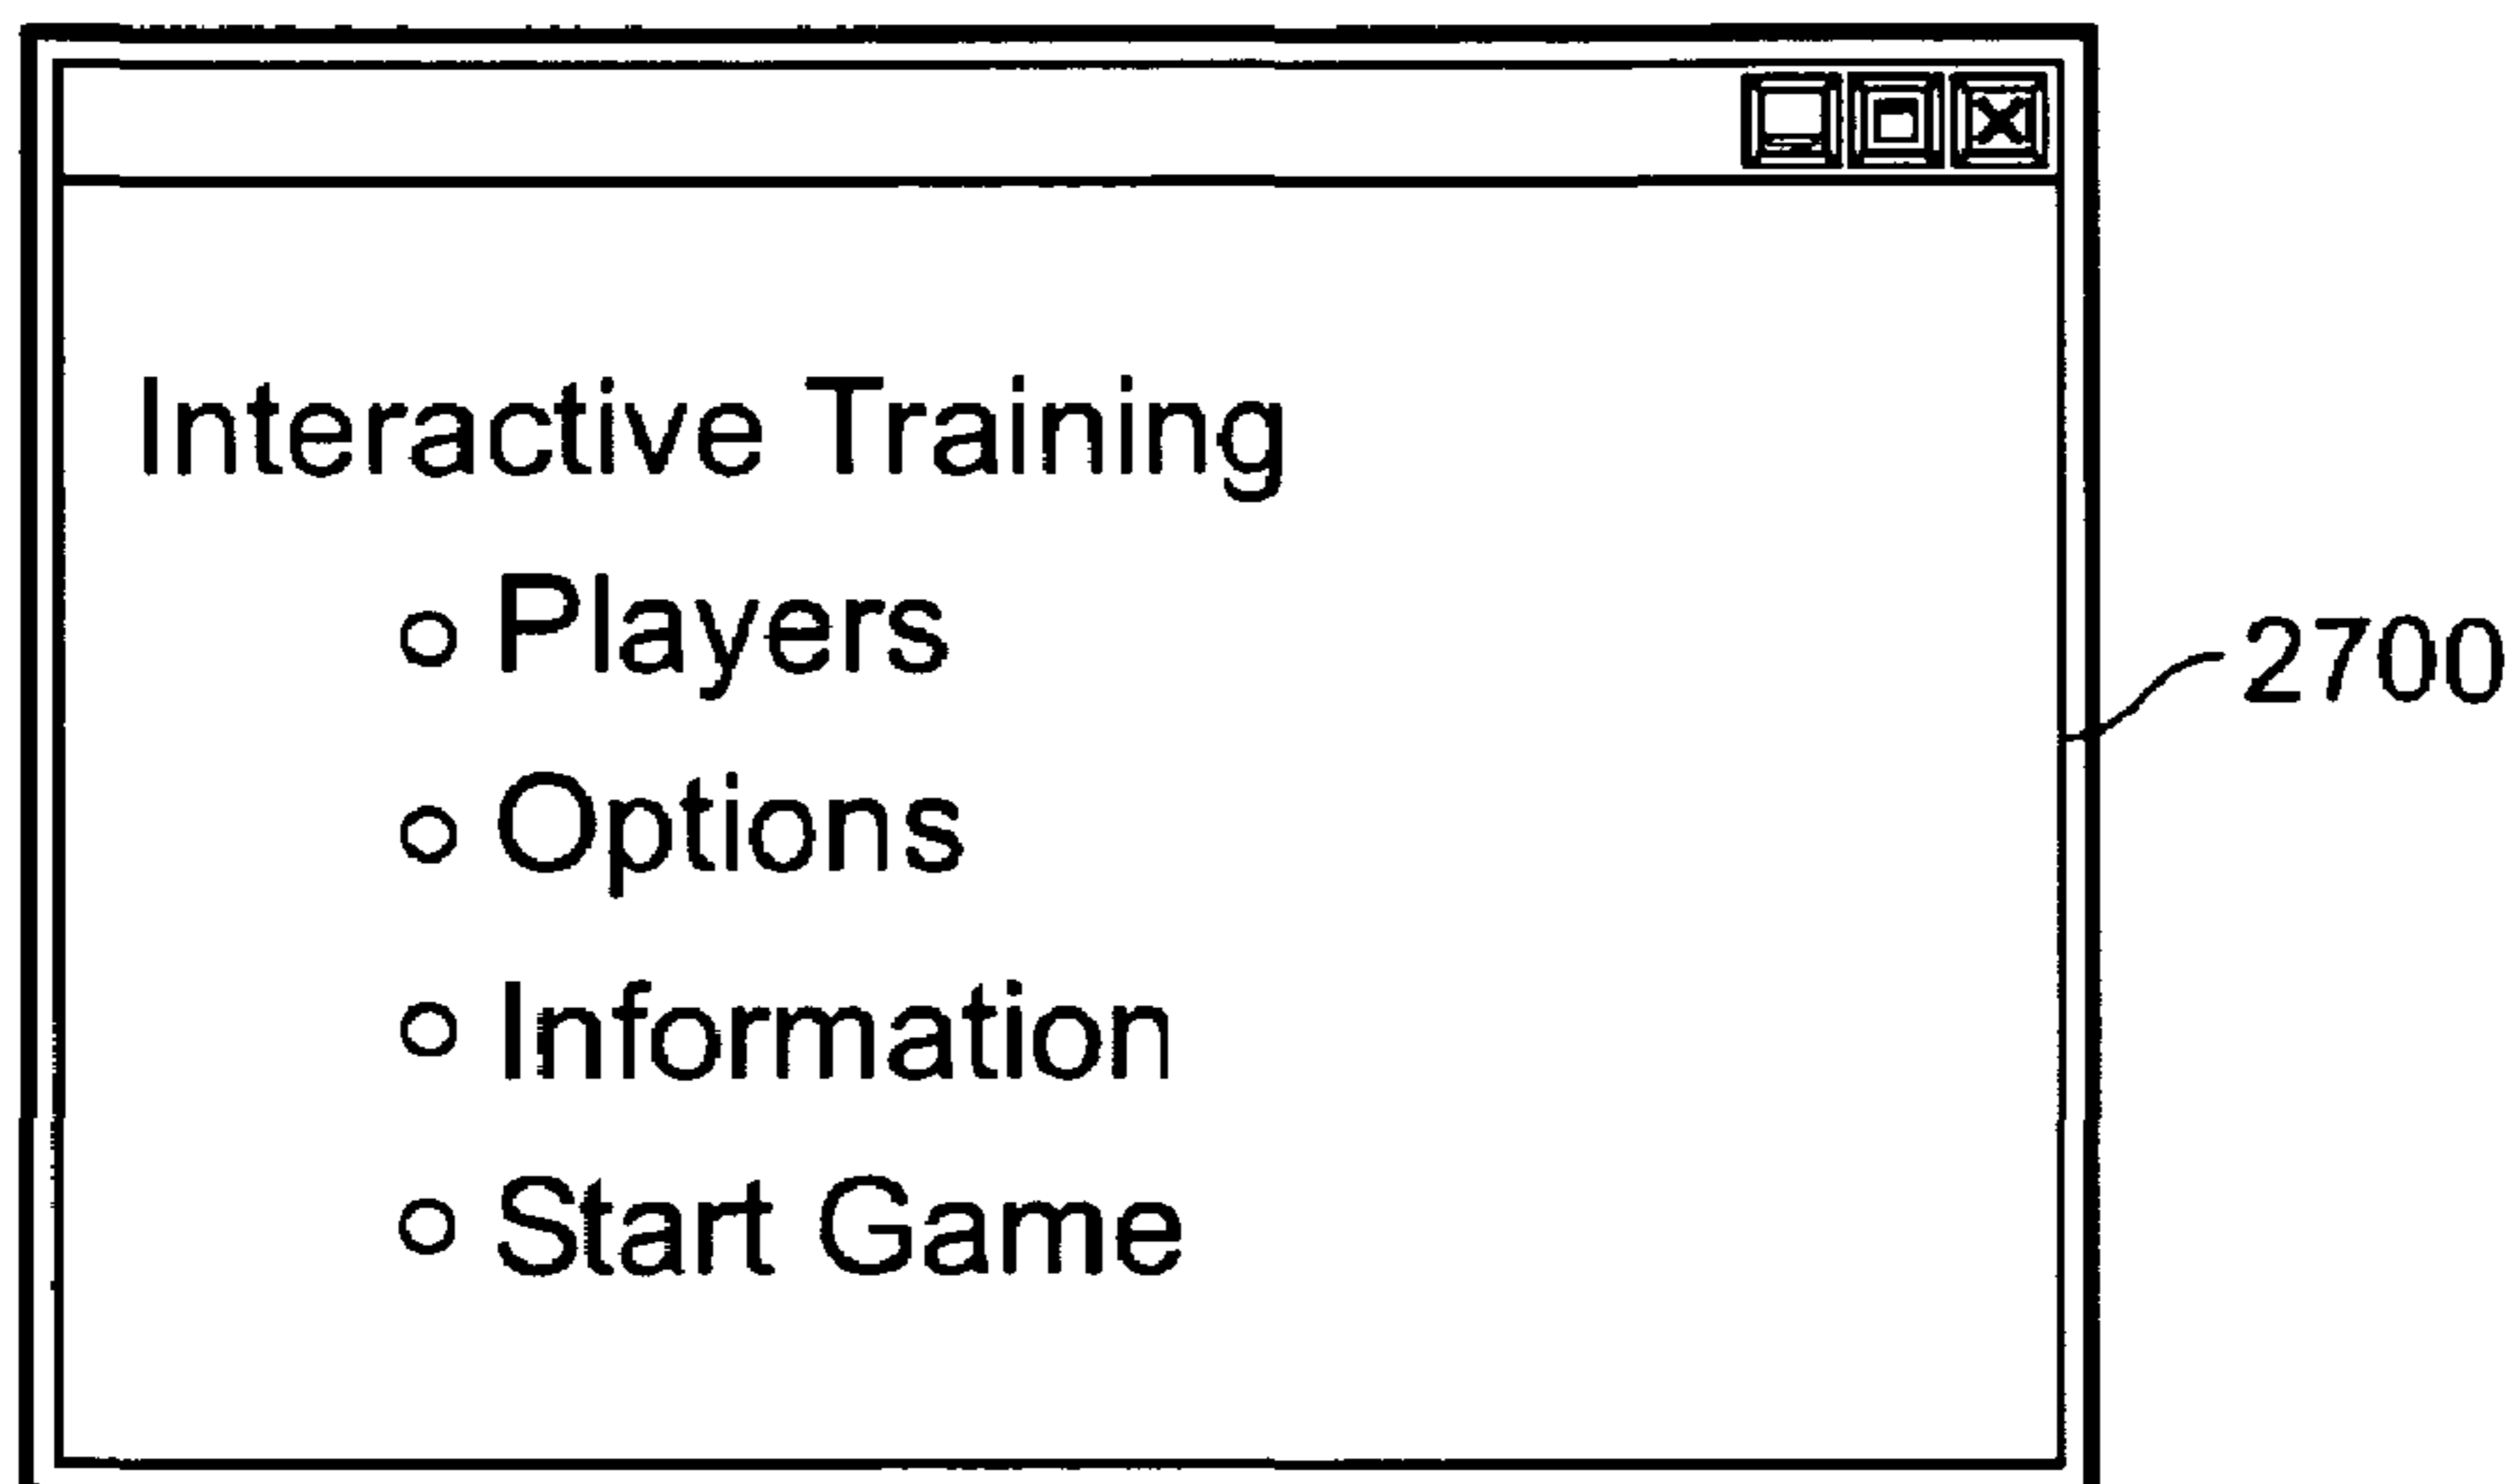 Interactive Training
Players
Options
Information
Start Game
2700